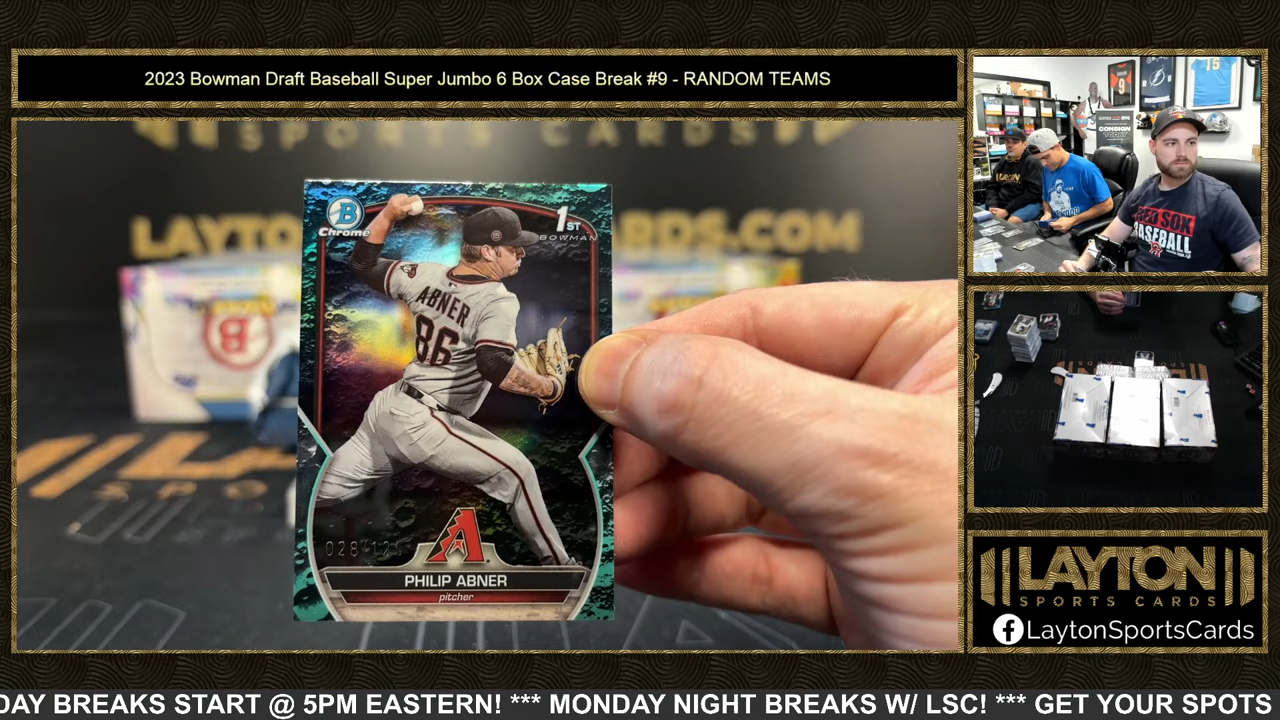 2023 Bowman Draft Baseball Super Jumbo 6 Box Case Break #9 - RANDOM TEAMS
B
Chrome
1ST
BOWMAN
ABNER
86
PHILIP ABNER
pitcher
CONSIGN
TODAY
RED SOX
BASEBALL
LAYTON
SPORTS CARDS
LaytonSportsCards
DAY BREAKS START @ 5PM EASTERN! *** MONDAY NIGHT BREAKS W/ LSC! *** GET YOUR SPOTS